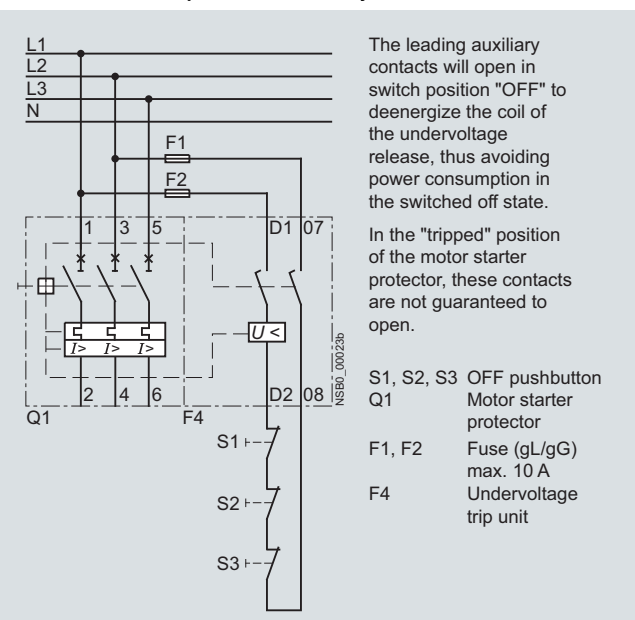 L1
L2
L3
N
F1
F2
1 3 5 D1 07
U <
I> I> I>
2 4 6 D2 08
Q1 F4
S1
S2
S3
NSB0_00023b
The leading auxiliary
contacts will open in
switch position "OFF" to
deenergize the coil of
the undervoltage
release, thus avoiding
power consumption in
the switched off state.
In the "tripped" position
of the motor starter
protector, these contacts
are not guaranteed to
open.
S1, S2, S3 OFF pushbutton
Q1 Motor starter
protector
F1, F2 Fuse (gL/gG)
max. 10 A
F4 Undervoltage
trip unit